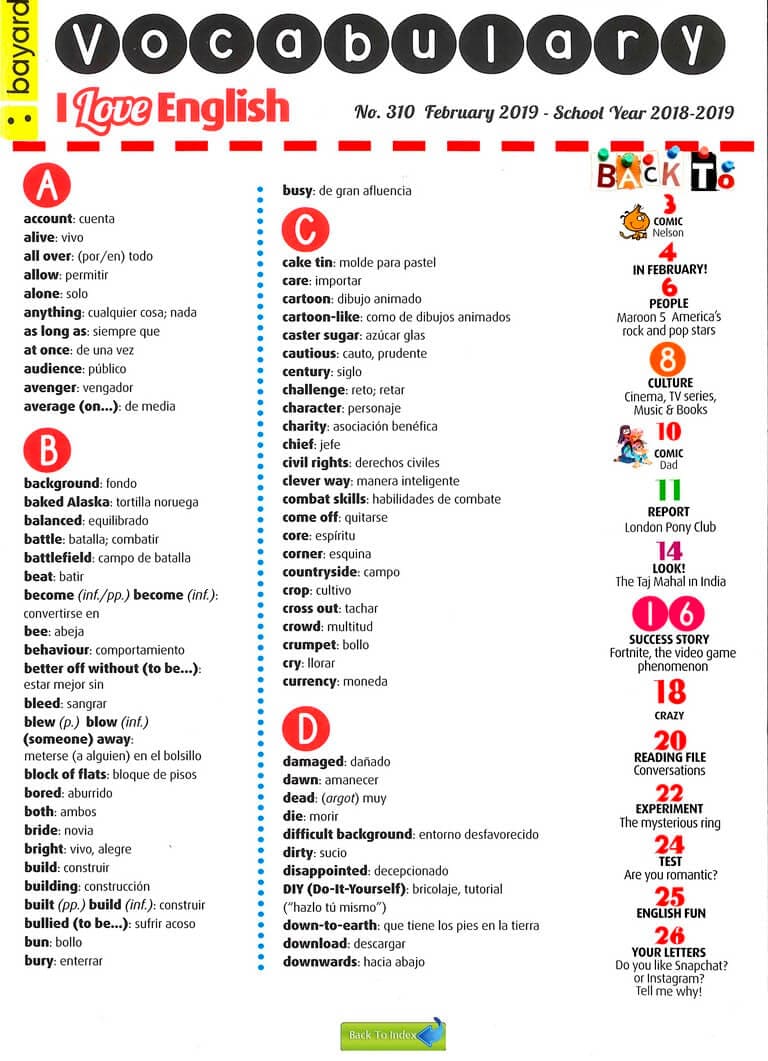 bayard
Vocabulary
I Love English
No. 310 February 2019 - School Year 2018-2019
A
account: cuenta
alive: vivo
all over: (por/en) todo
allow: permitir
alone: solo
anything: cualquier cosa; nada
as long as: siempre que
at once: de una vez
audience: público
avenger: vengador
average (on...): de media
B
background: fondo
baked Alaska: tortilla noruega
balanced: equilibrado
battle: batalla; combatir
battlefield: campo de batalla
beat: batir
become (inf./pp.) become (inf.):
convertirse en
bee: abeja
behaviour: comportamiento
better off without (to be...):
estar mejor sin
bleed: sangrar
blew (p.) blow (inf.)
(someone) away:
meterse (a alguien) en el bolsillo
block of flats: bloque de pisos
bored: aburrido
both: ambos
bride: novia
bright: vivo, alegre
build: construir
building: construcción
built (pp.) build (inf.): construir
bullied (to be...): sufrir acoso
bun: bollo
bury: enterrar
busy: de gran afluencia
C
cake tin: molde para pastel
care: importar
cartoon: dibujo animado
cartoon-like: como de dibujos animados
caster sugar: azúcar glas
cautious: cauto, prudente
century: siglo
challenge: reto; retar
character: personaje
charity: asociación benéfica
chief: jefe
civil rights: derechos civiles
clever way: manera inteligente
combat skills: habilidades de combate
come off: quitarse
core: espíritu
corner: esquina
countryside: campo
crop: cultivo
cross out: tachar
crowd: multitud
crumpet: bollo
cry: llorar
currency: moneda
D
damaged: dañado
dawn: amanecer
dead: (argot) muy
die: morir
difficult background: entorno desfavorecido
dirty: sucio
disappointed: decepcionado
DIY (Do-It-Yourself): bricolaje, tutorial
(“hazlo tú mismo”)
down-to-earth: que tiene los pies en la tierra
download: descargar
downwards: hacia abajo
BACK To
3
COMIC
Nelson
4
IN FEBRUARY!
6
PEOPLE
Maroon 5 America's
rock and pop stars
8
CULTURE
Cinema, TV series,
Music & Books
10
COMIC
Dad
11
REPORT
London Pony Club
14
LOOK!
The Taj Mahal in India
16
SUCCESS STORY
Fortnite, the video game
phenomenon
18
CRAZY
20
READING FILE
Conversations
22
EXPERIMENT
The mysterious ring
24
TEST
Are you romantic?
25
ENGLISH FUN
26
YOUR LETTERS
Do you like Snapchat?
or Instagram?
Tell me why!
Back To Index